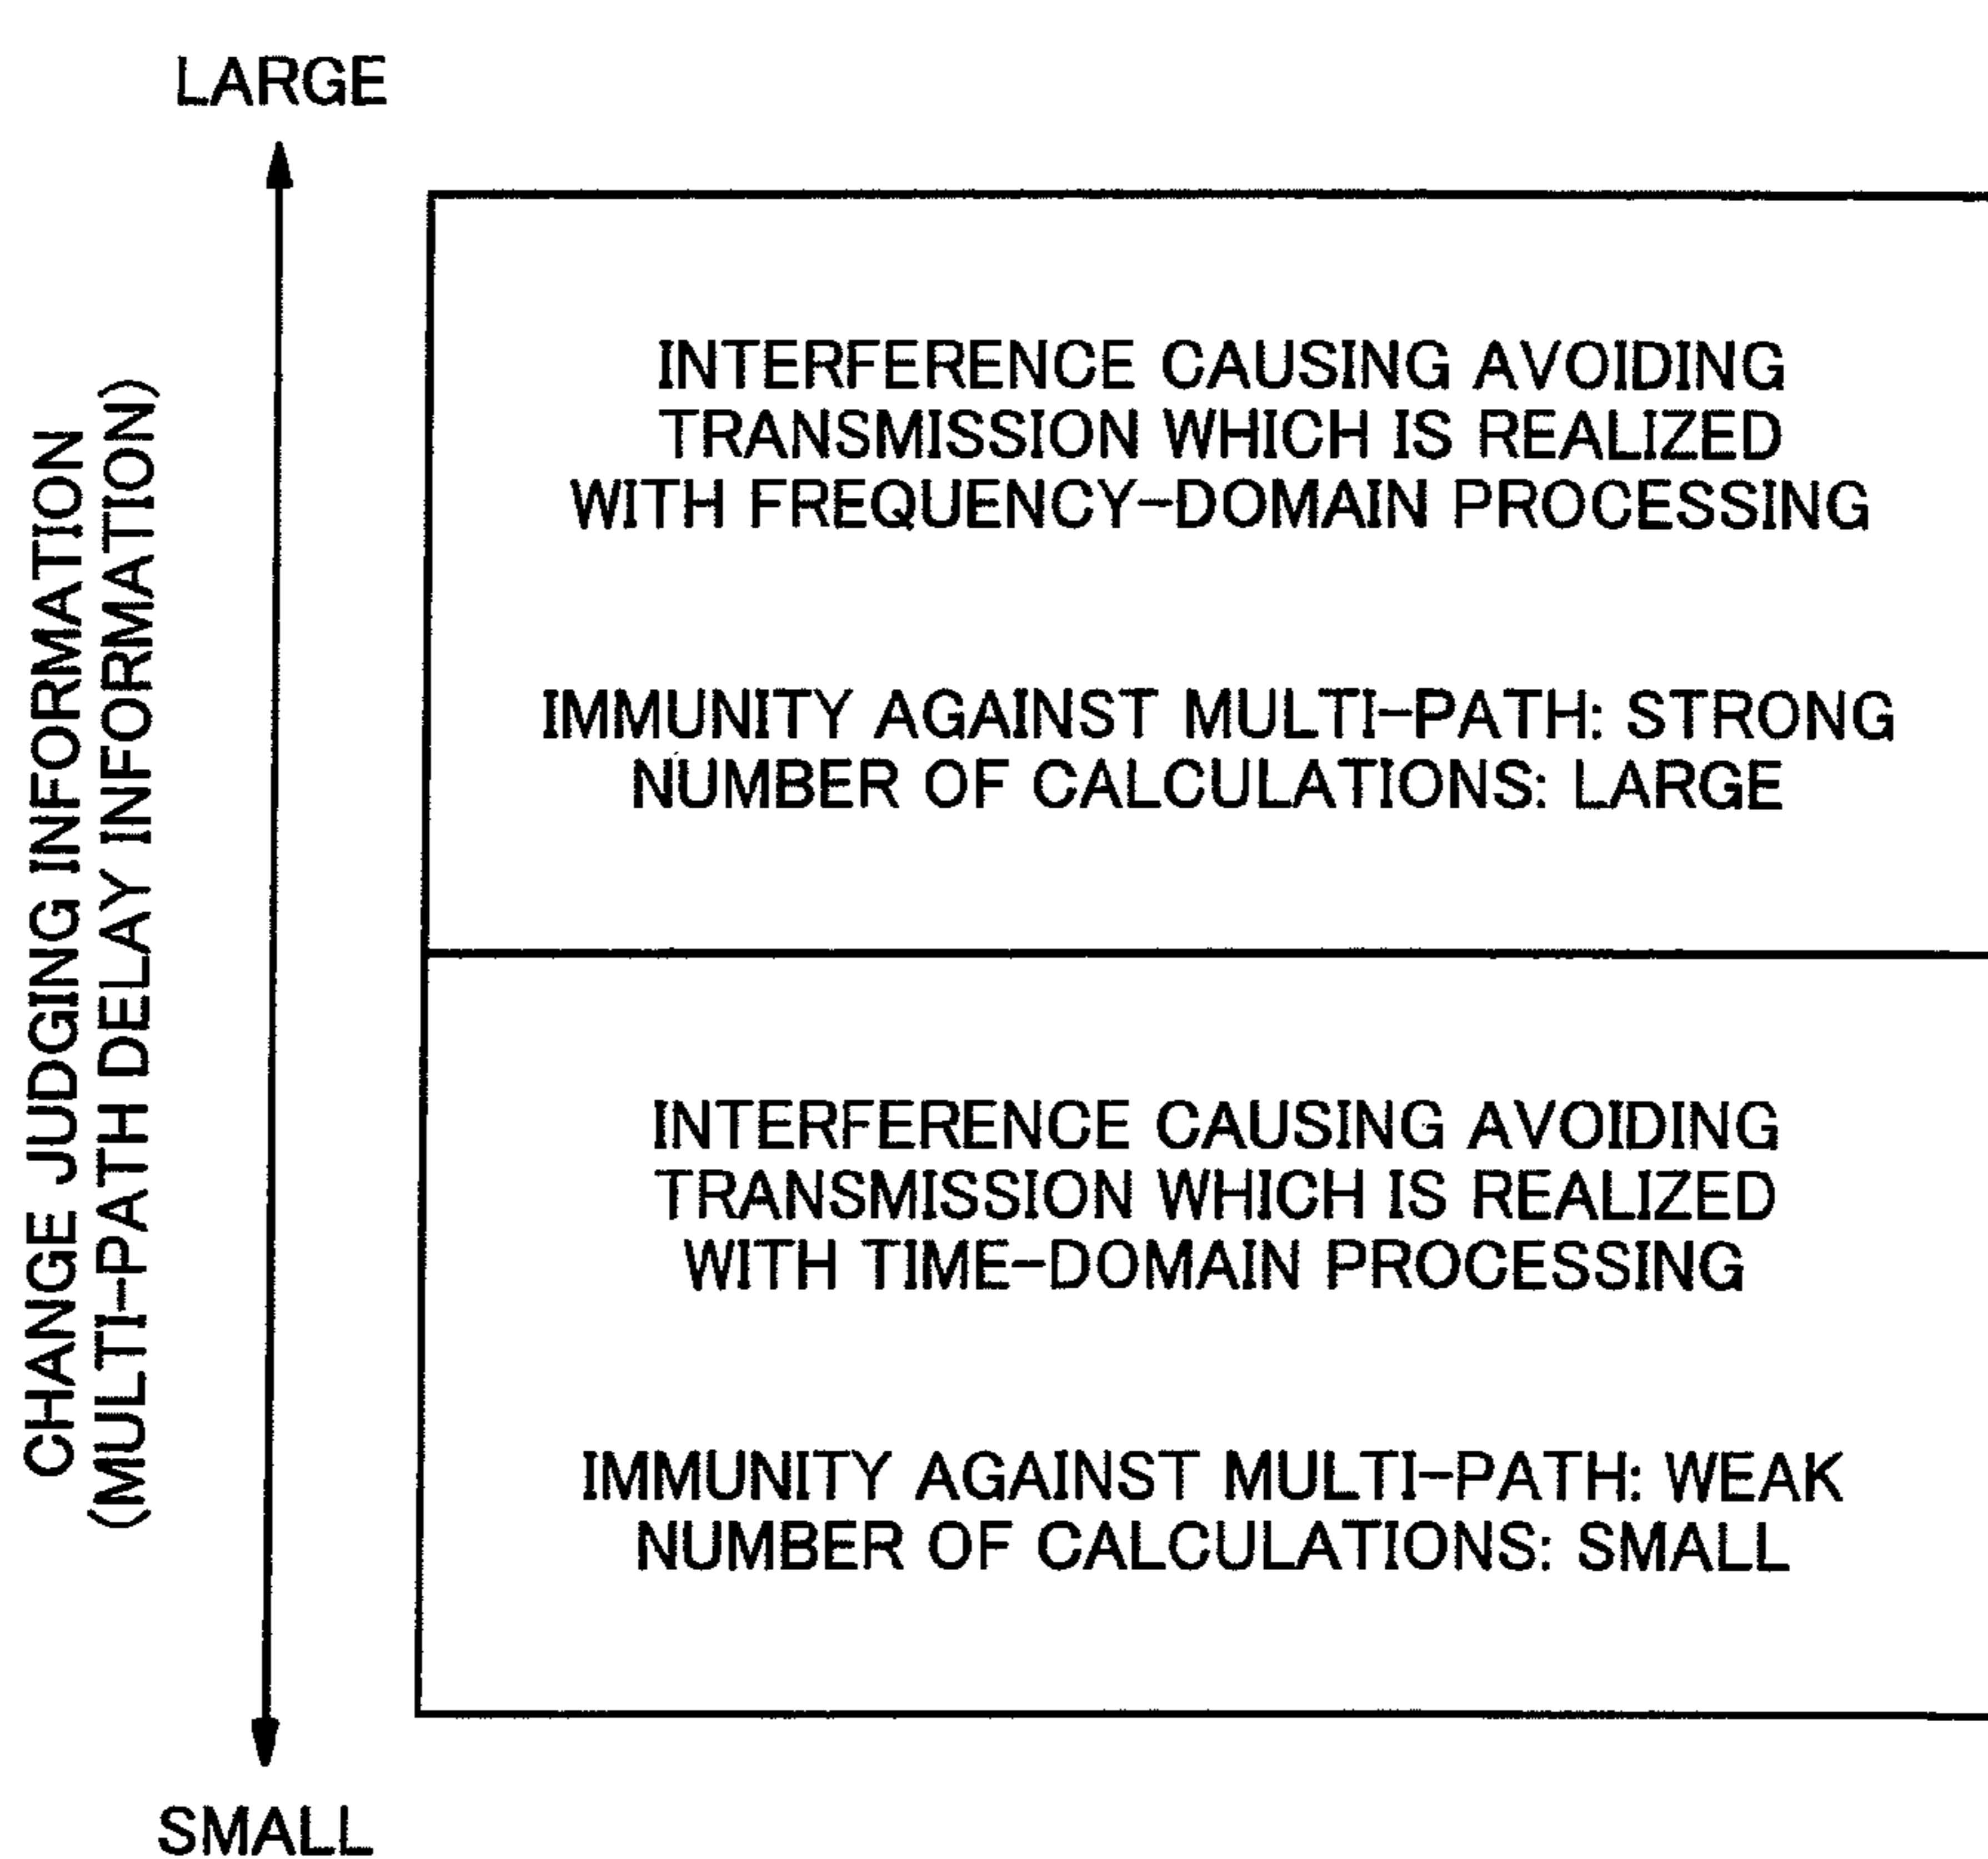 LARGE
CHANGE JUDGING INFORMATION
(MULTI-PATH DELAY INFORMATION)
INTERFERENCE CAUSING AVOIDING
TRANSMISSION WHICH IS REALIZED
WITH FREQUENCY-DOMAIN PROCESSING
IMMUNITY AGAINST MULTI-PATH: STRONG
NUMBER OF CALCULATIONS: LARGE
INTERFERENCE CAUSING AVOIDING
TRANSMISSION WHICH IS REALIZED
WITH TIME-DOMAIN PROCESSING
IMMUNITY AGAINST MULTI-PATH: WEAK
NUMBER OF CALCULATIONS: SMALL
SMALL